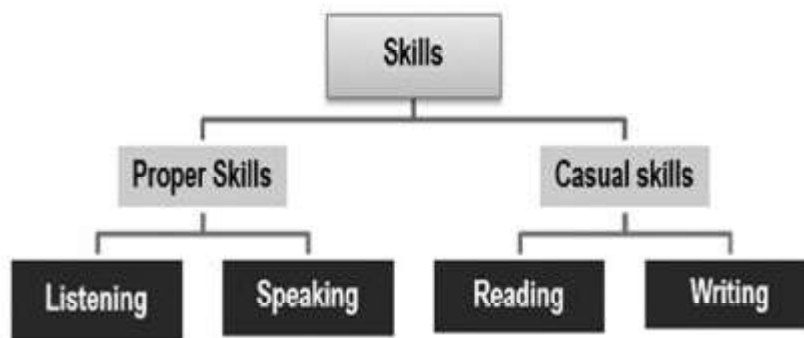 Skills
Proper Skills
Casual skills
Listening
Speaking
Reading
Writing